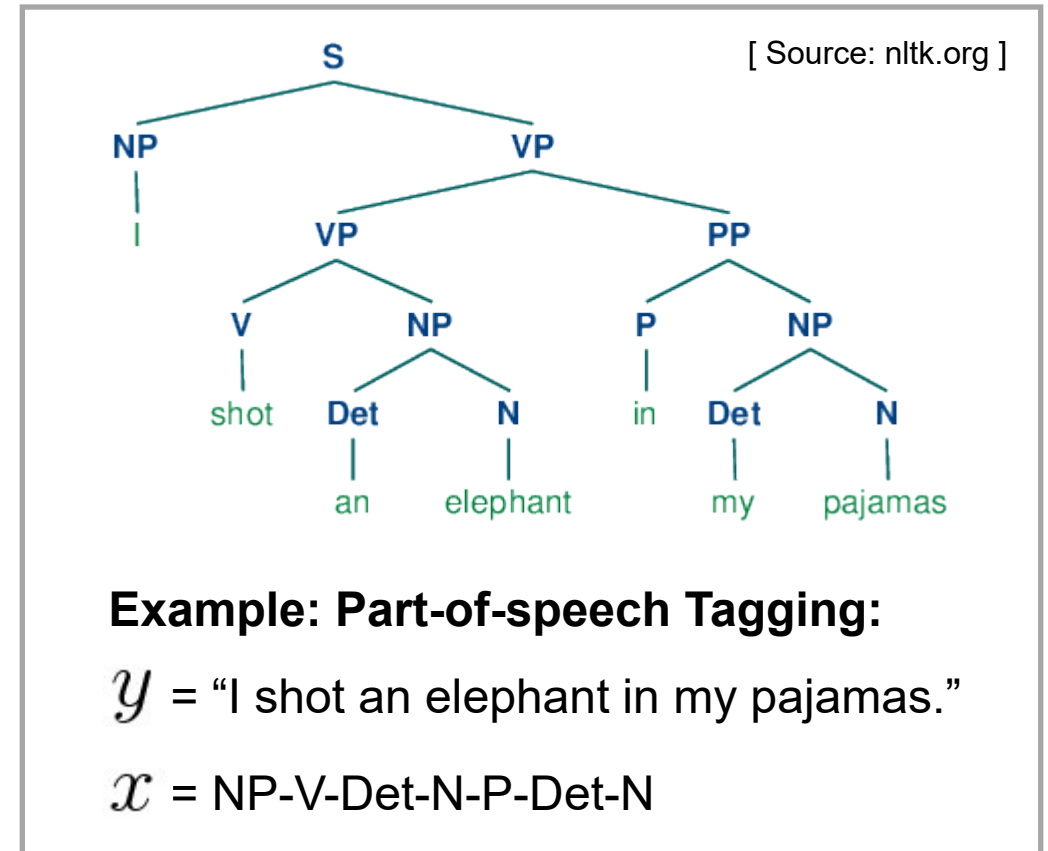 S
[ Source: nltk.org ]
NP VP
I VP PP
V NP P NP
shot Det N in Det N
an elephant my pajamas
Example: Part-of-speech Tagging:
y = “I shot an elephant in my pajamas.”
x = NP-V-Det-N-P-Det-N